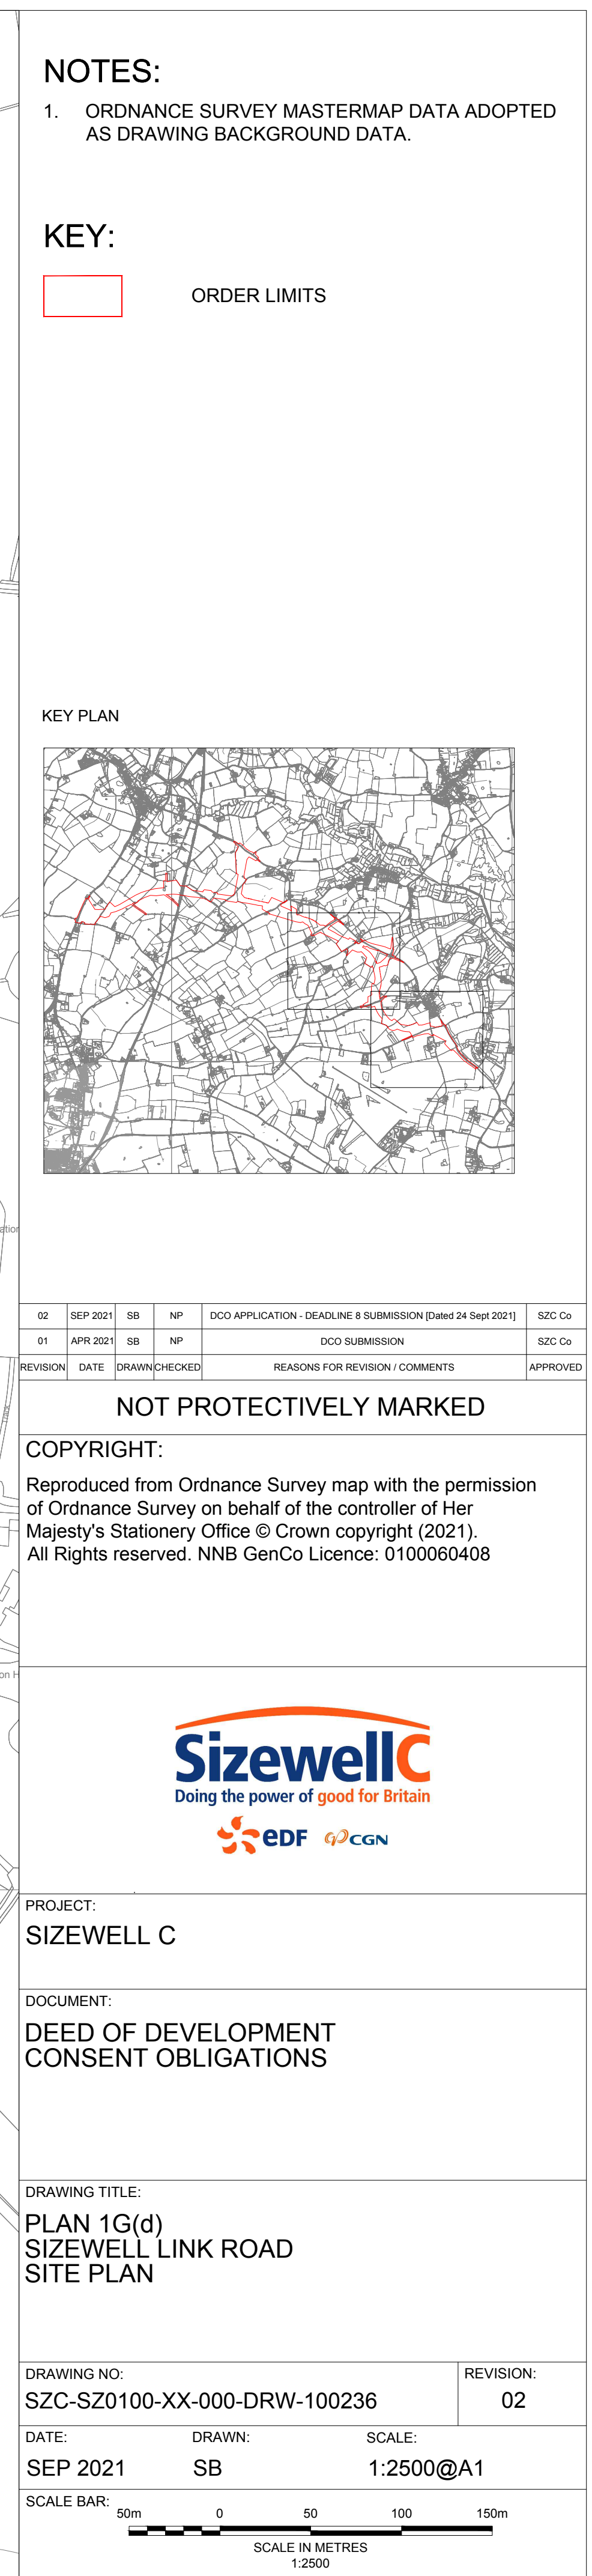 NOTES:
1. ORDNANCE SURVEY MASTERMAP DATA ADOPTED
AS DRAWING BACKGROUND DATA.
KEY:
ORDER LIMITS
KEY PLAN
02 SEP 2021 SB NP DCO APPLICATION - DEADLINE 8 SUBMISSION [Dated 24 Sept 2021] SZC Co
01 APR 2021 SB NP DCO SUBMISSION SZC Co
REVISION DATE DRAWN CHECKED REASONS FOR REVISION / COMMENTS APPROVED
NOT PROTECTIVELY MARKED
COPYRIGHT:
Reproduced from Ordnance Survey map with the permission
of Ordnance Survey on behalf of the controller of Her
Majesty's Stationery Office © Crown copyright (2021).
All Rights reserved. NNB GenCo Licence: 0100060408
SizewellC
Doing the power of good for Britain
eDF CGN
PROJECT:
SIZEWELL C
DOCUMENT:
DEED OF DEVELOPMENT
CONSENT OBLIGATIONS
DRAWING TITLE:
PLAN 1G(d)
SIZEWELL LINK ROAD
SITE PLAN
DRAWING NO:
SZC-SZ0100-XX-000-DRW-100236
REVISION:
02
DATE: DRAWN: SCALE:
SEP 2021 SB 1:2500@A1
SCALE BAR:
50m 0 50 100 150m
SCALE IN METRES
1:2500